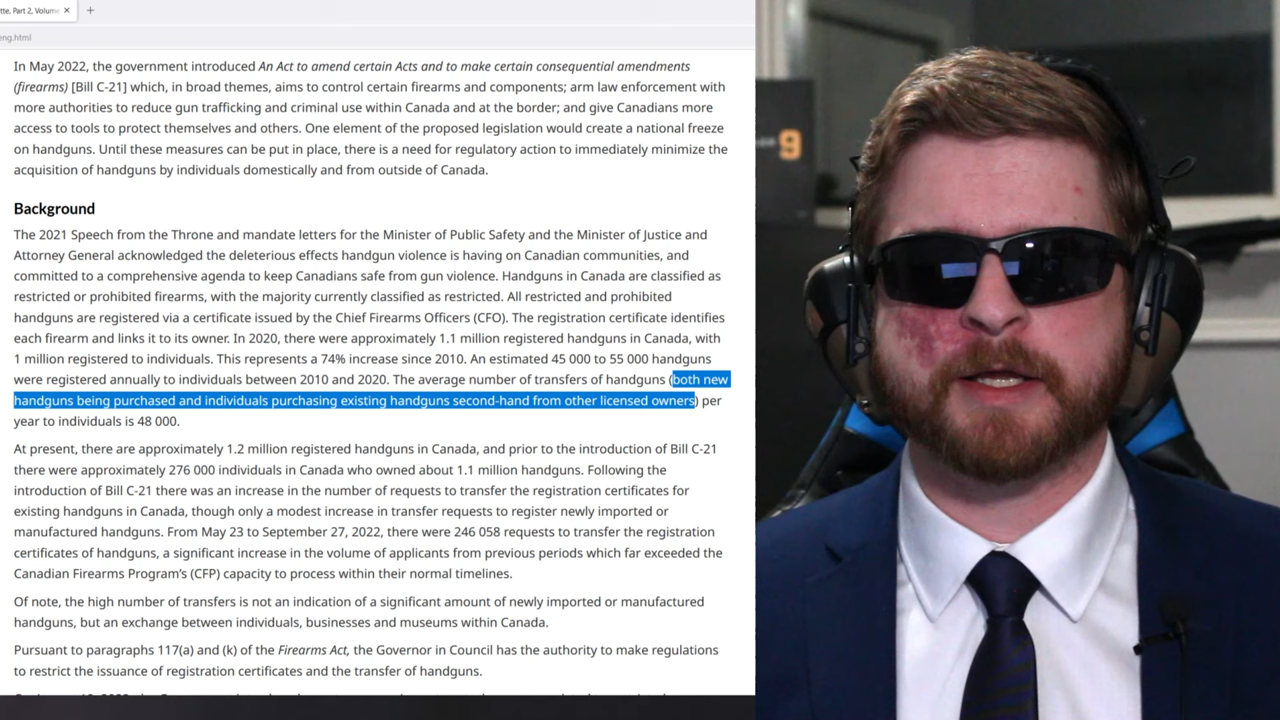 tte, Part 2, Volume
eng.html
In May 2022, the government introduced An Act to amend certain Acts and to make certain consequential amendments
(firearms) [Bill C-21] which, in broad themes, aims to control certain firearms and components; arm law enforcement with
more authorities to reduce gun trafficking and criminal use within Canada and at the border; and give Canadians more
access to tools to protect themselves and others. One element of the proposed legislation would create a national freeze
on handguns. Until these measures can be put in place, there is a need for regulatory action to immediately minimize the
acquisition of handguns by individuals domestically and from outside of Canada.
Background
The 2021 Speech from the Throne and mandate letters for the Minister of Public Safety and the Minister of Justice and
Attorney General acknowledged the deleterious effects handgun violence is having on Canadian communities, and
committed to a comprehensive agenda to keep Canadians safe from gun violence. Handguns in Canada are classified as
restricted or prohibited firearms, with the majority currently classified as restricted. All restricted and prohibited
handguns are registered via a certificate issued by the Chief Firearms Officers (CFO). The registration certificate identifies
each firearm and links it to its owner. In 2020, there were approximately 1.1 million registered handguns in Canada, with
1 million registered to individuals. This represents a 74% increase since 2010. An estimated 45 000 to 55 000 handguns
were registered annually to individuals between 2010 and 2020. The average number of transfers of handguns (both new
handguns being purchased and individuals purchasing existing handguns second-hand from other licensed owners) per
year to individuals is 48 000.
At present, there are approximately 1.2 million registered handguns in Canada, and prior to the introduction of Bill C-21
there were approximately 276 000 individuals in Canada who owned about 1.1 million handguns. Following the
introduction of Bill C-21 there was an increase in the number of requests to transfer the registration certificates for
existing handguns in Canada, though only a modest increase in transfer requests to register newly imported or
manufactured handguns. From May 23 to September 27, 2022, there were 246 058 requests to transfer the registration
certificates of handguns, a significant increase in the volume of applicants from previous periods which far exceeded the
Canadian Firearms Program's (CFP) capacity to process within their normal timelines.
Of note, the high number of transfers is not an indication of a significant amount of newly imported or manufactured
handguns, but an exchange between individuals, businesses and museums within Canada.
Pursuant to paragraphs 117(a) and (k) of the Firearms Act, the Governor in Council has the authority to make regulations
to restrict the issuance of registration certificates and the transfer of handguns.
9